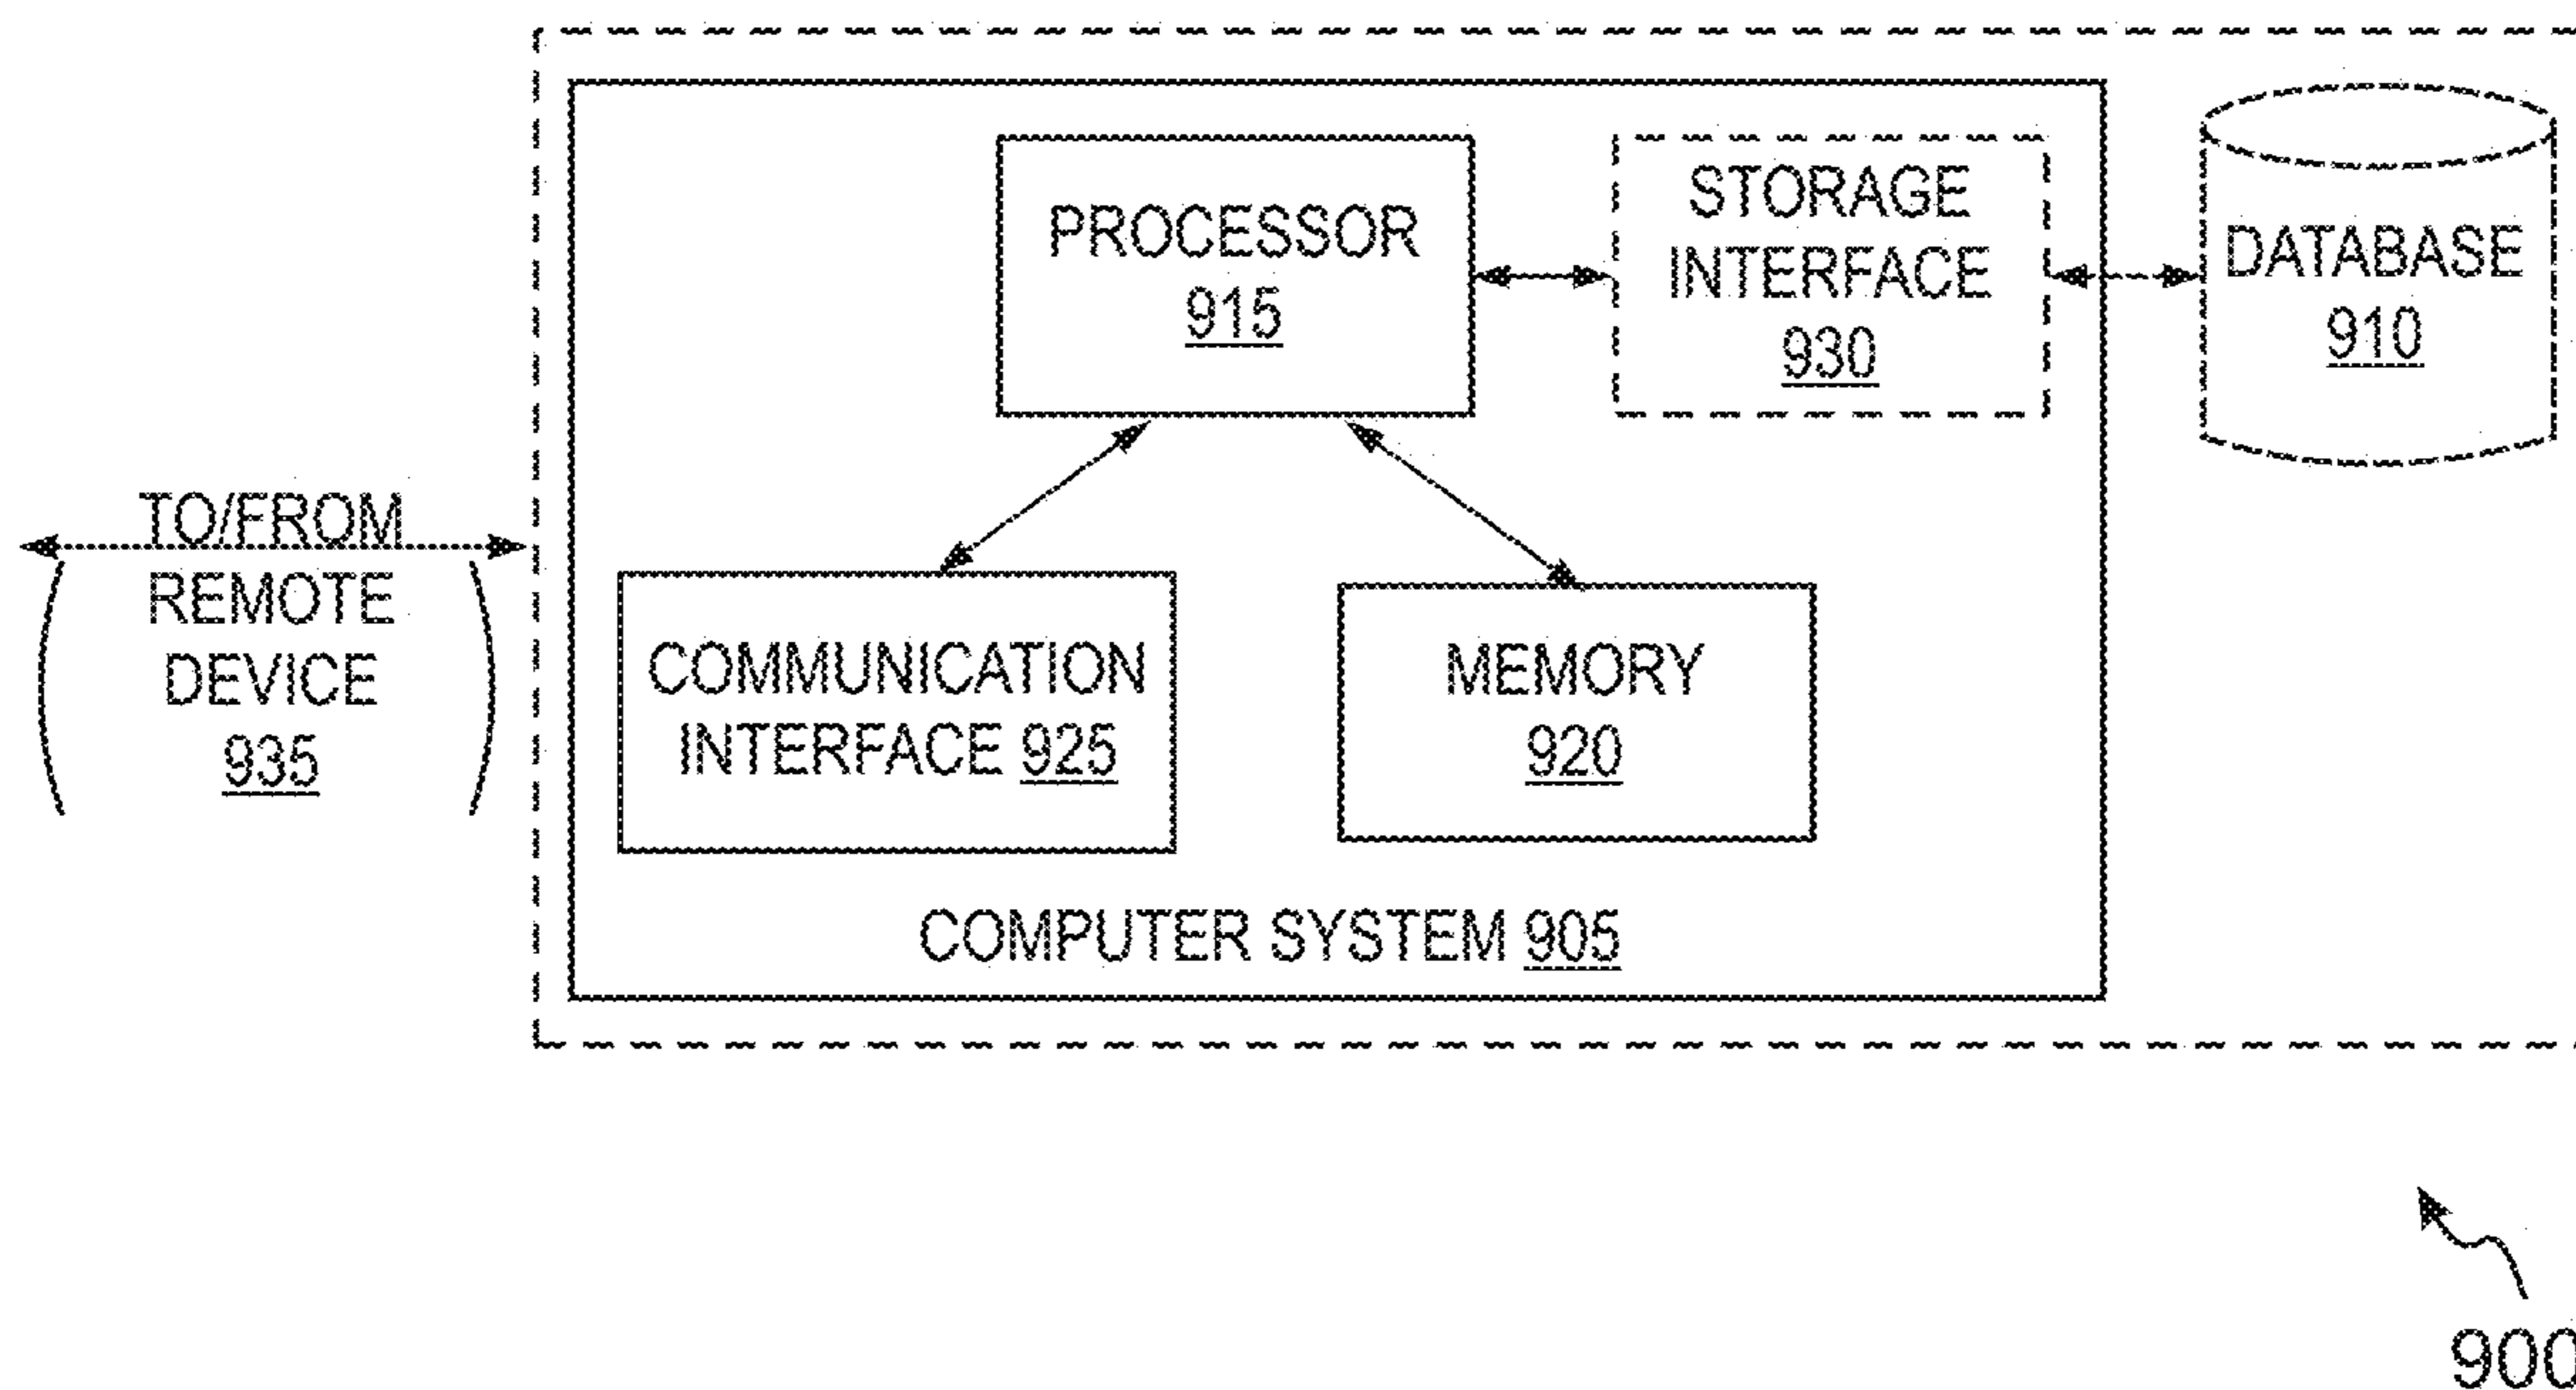 PROCESSOR
915
STORAGE
INTERFACE
930
DATABASE
910
TO/FROM
REMOTE
DEVICE
935
COMMUNICATION
INTERFACE 925
MEMORY
920
COMPUTER SYSTEM 905
900